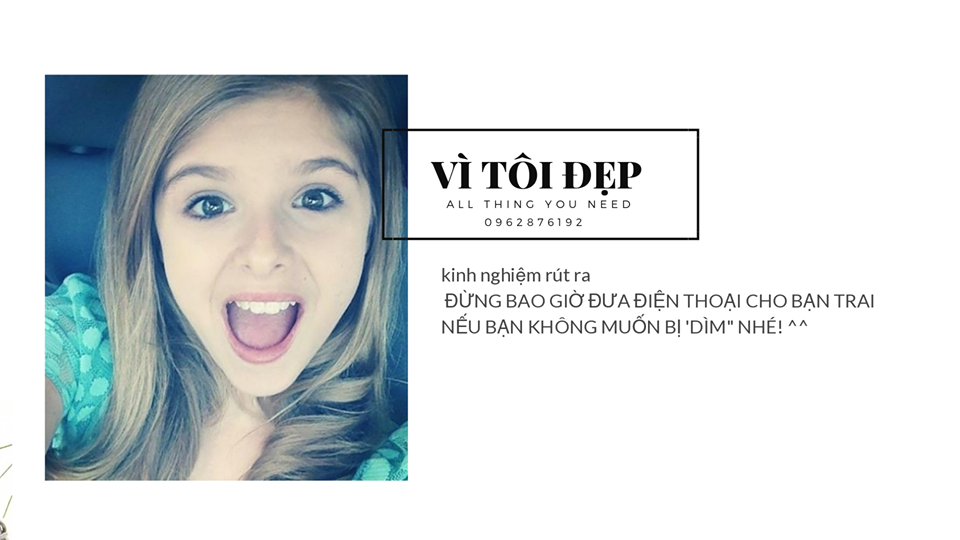 VÌ TÔI ĐẸP
ALL THING YOU NEED
0962876192
kinh nghiệm rút ra
ĐỪNG BAO GIỜ ĐƯA ĐIỆN THOẠI CHO BẠN TRAI
NẾU BẠN KHÔNG MUỐN BỊ 'DÌM" NHÉ! ^^